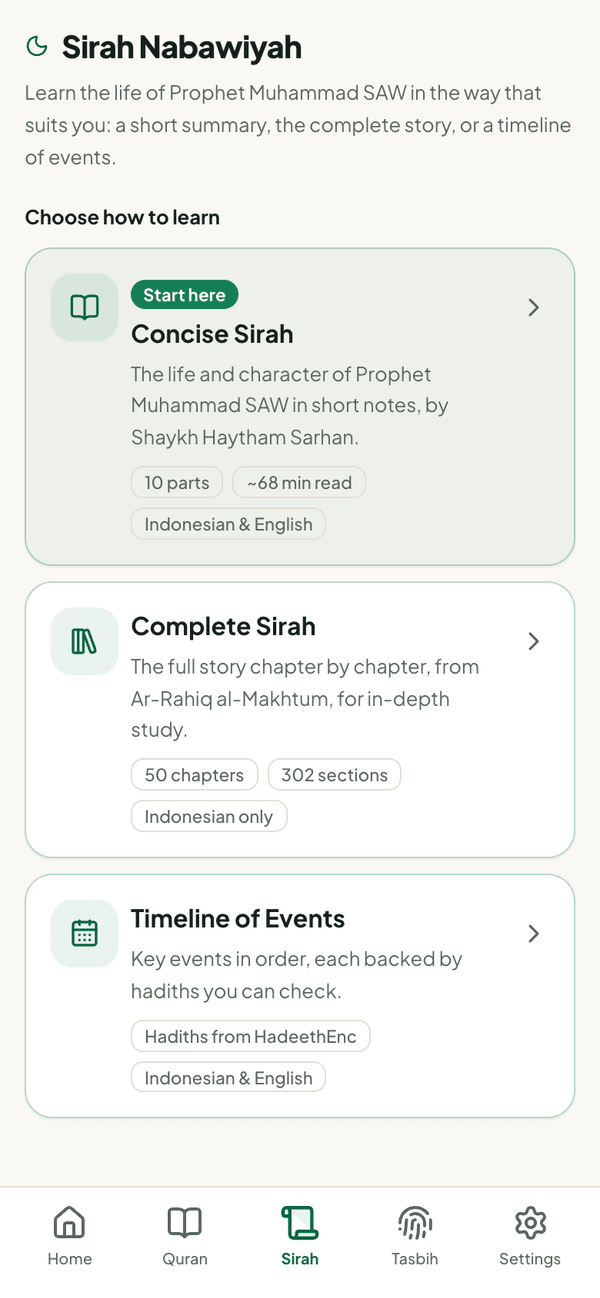 Sirah Nabawiyah
Learn the life of Prophet Muhammad SAW in the way that
suits you: a short summary, the complete story, or a timeline
of events.
Choose how to learn
Start here
Concise Sirah
The life and character of Prophet
Muhammad SAW in short notes, by
Shaykh Haytham Sarhan.
10 parts
~68 min read
Indonesian & English
Complete Sirah
The full story chapter by chapter, from
Ar-Rahiq al-Makhtum, for in-depth
study.
50 chapters
302 sections
Indonesian only
Timeline of Events
Key events in order, each backed by
hadiths you can check.
Hadiths from HadeethEnc
Indonesian & English
Home
Quran
Sirah
Tasbih
Settings